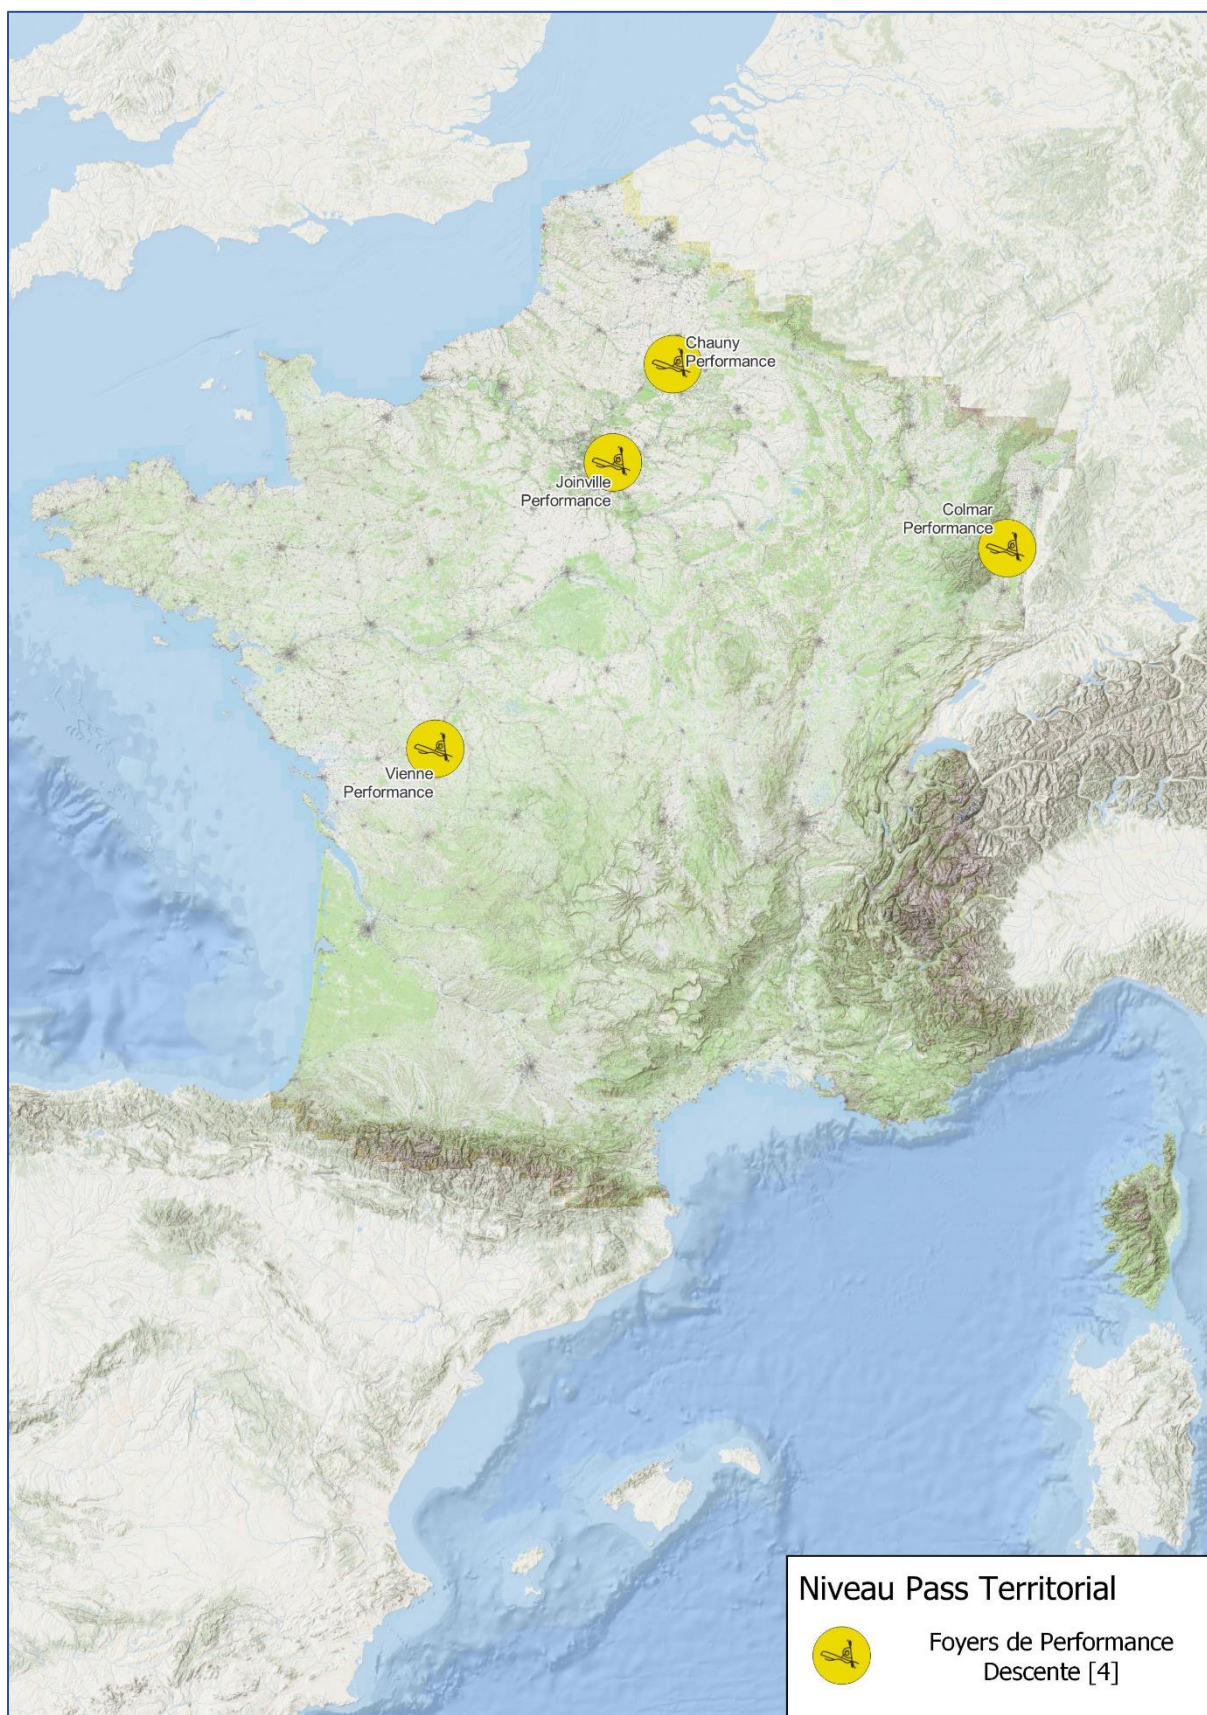 Chauny
Performance
Joinville
Performance
Colmar
Performance
Vienne
Performance
Niveau Pass Territorial
Foyers de Performance
Descente [4]